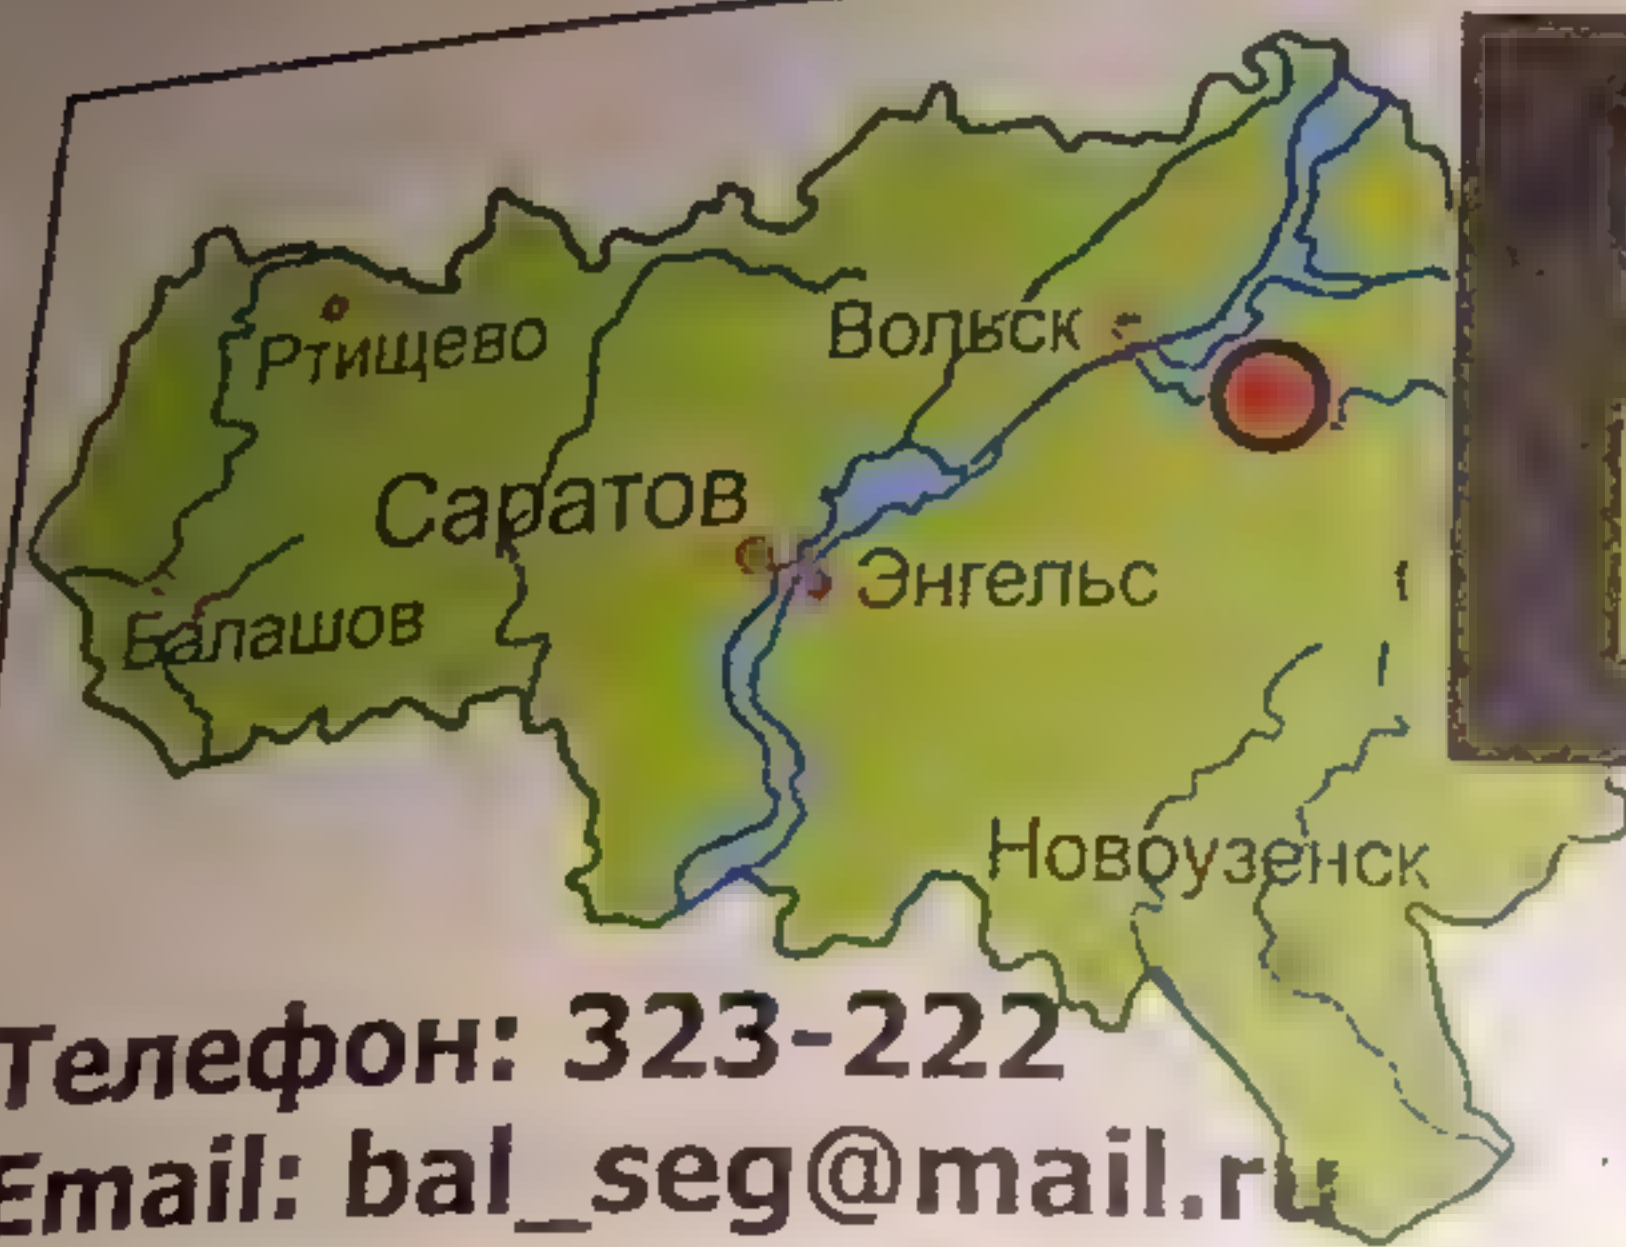 Ртищево
Вольск
Саратов
Энгельс
Балашов
Новоузенск
Телефон: 323-222
Email: bal_seg@mail.ru